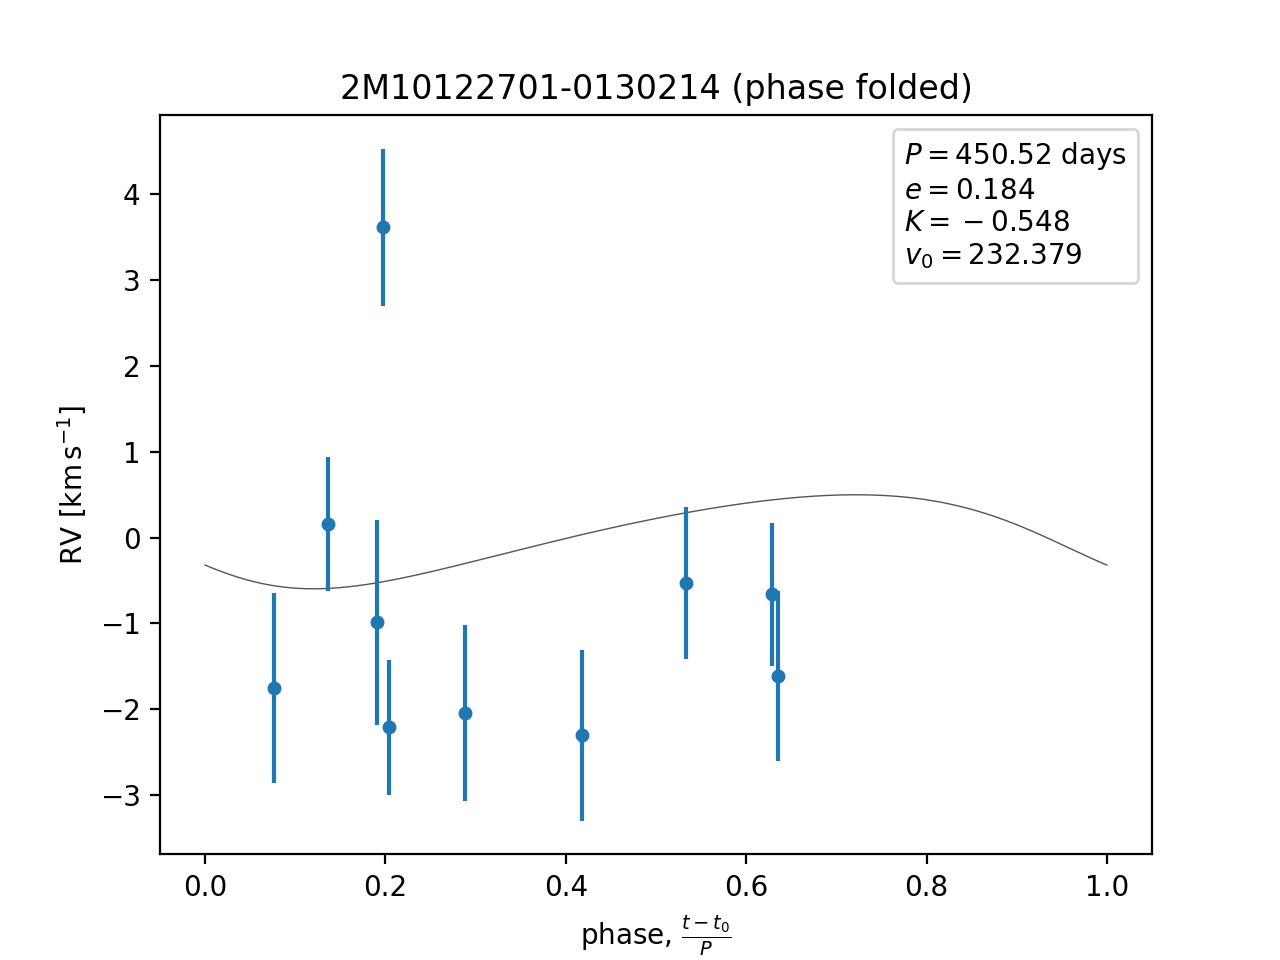 2M10122701-0130214 (phase folded)
P = 450.52 days
e = 0.184
K = −0.548
v₀ = 232.379
4
3
2
1
0
−1
−2
−3
RV [km s⁻¹]
0.0 0.2 0.4 0.6 0.8 1.0
phase, (t − t₀)/P